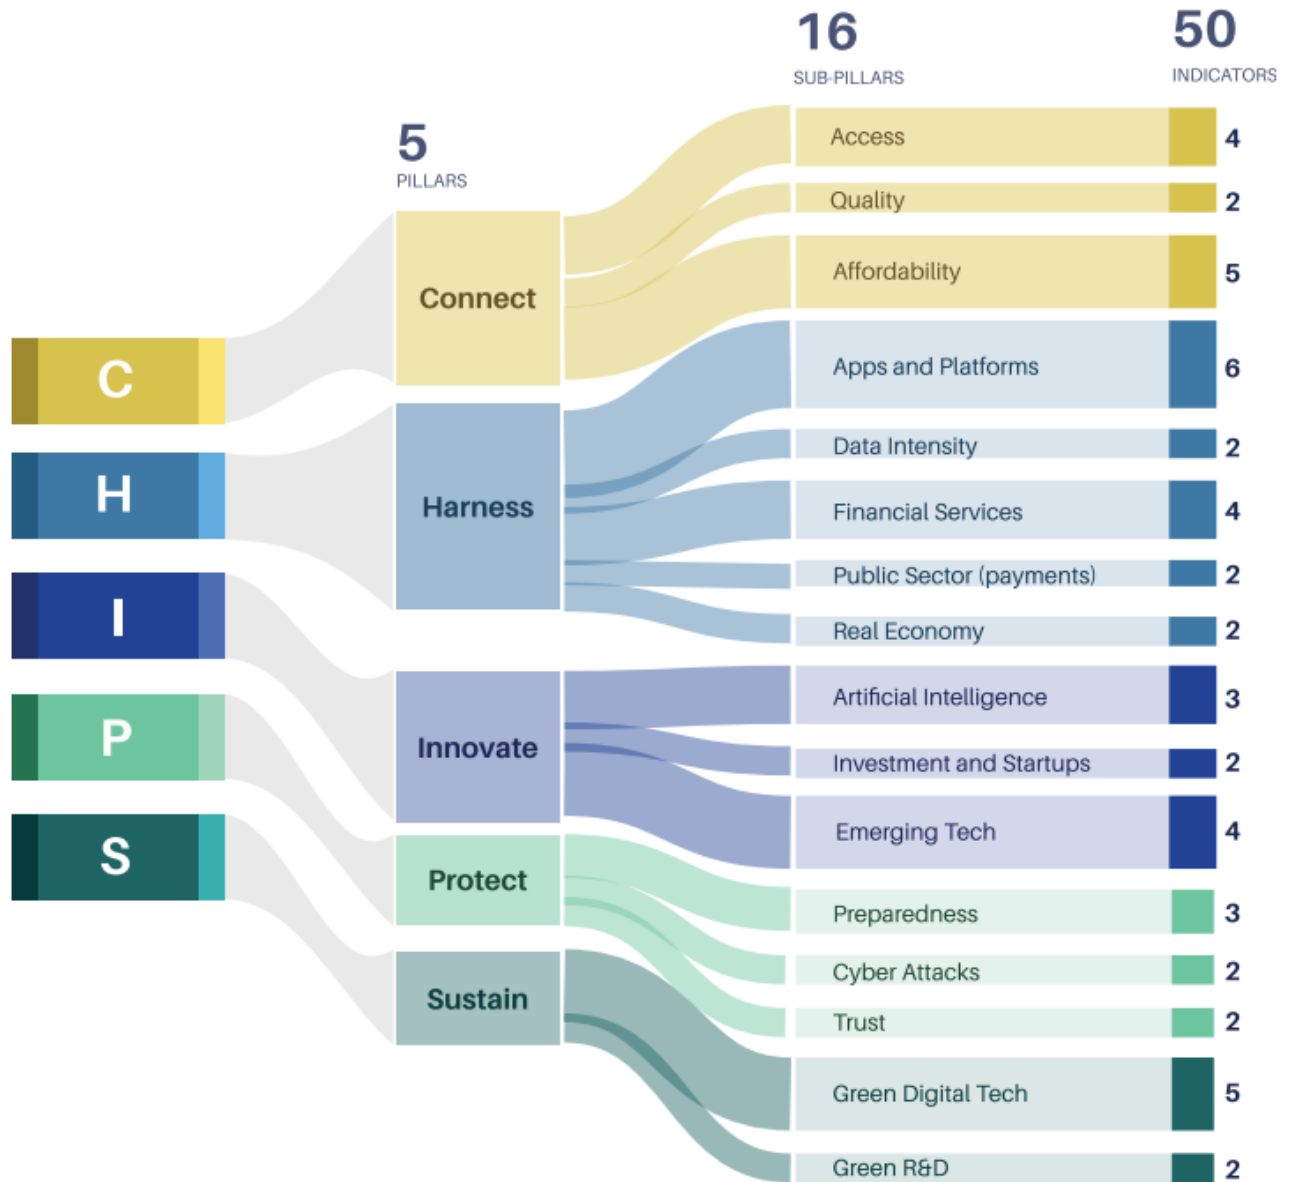 16
SUB-PILLARS
50
INDICATORS
5
PILLARS
C
H
I
P
S
Connect
Harness
Innovate
Protect
Sustain
Access 4
Quality 2
Affordability 5
Apps and Platforms 6
Data Intensity 2
Financial Services 4
Public Sector (payments) 2
Real Economy 2
Artificial Intelligence 3
Investment and Startups 2
Emerging Tech 4
Preparedness 3
Cyber Attacks 2
Trust 2
Green Digital Tech 5
Green R&D 2